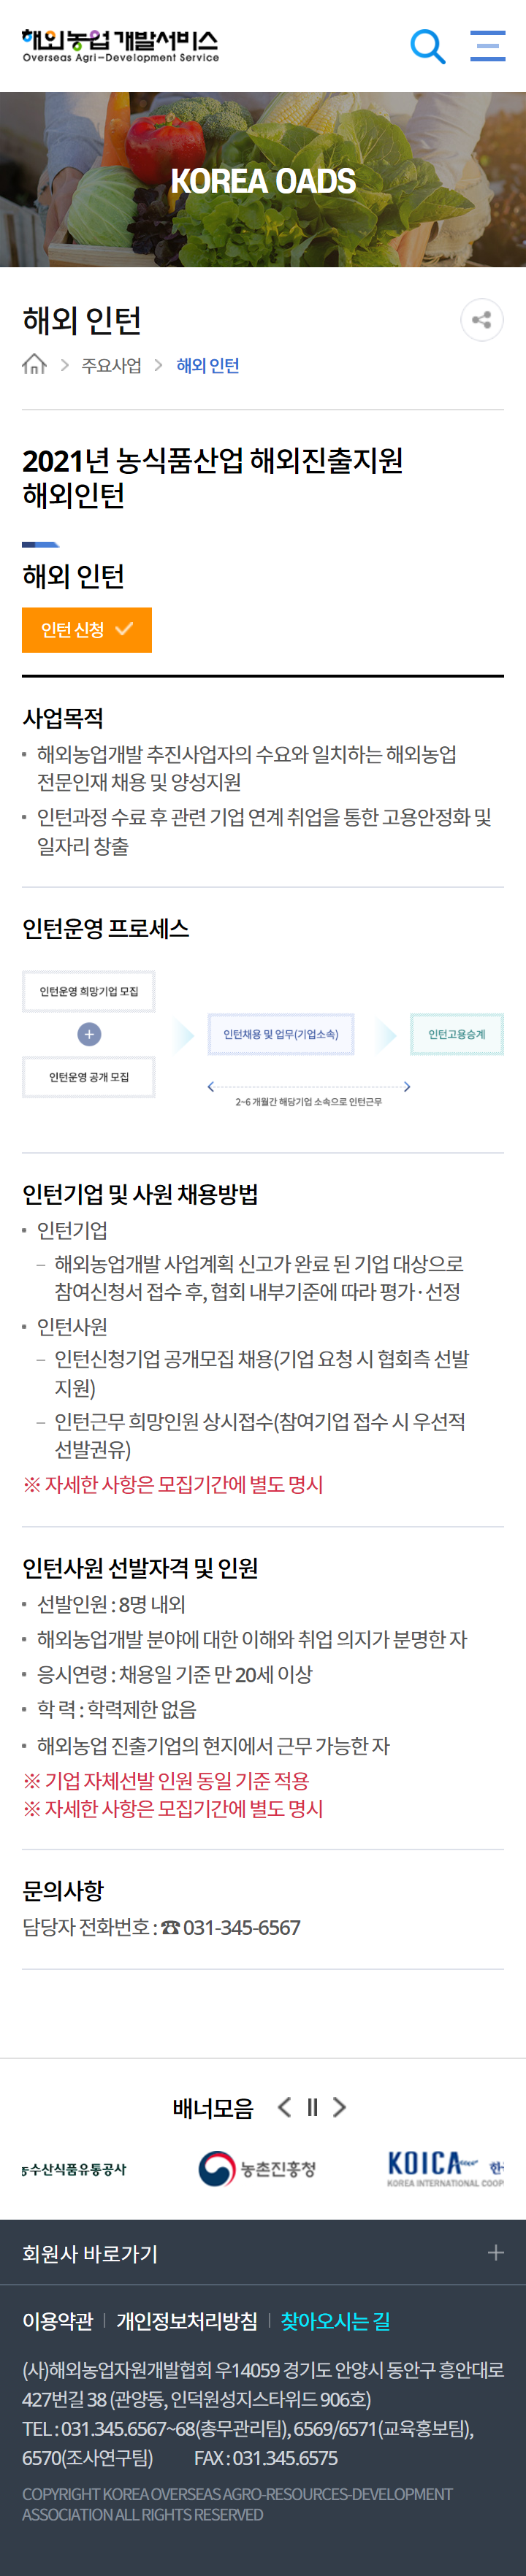 해외농업개발서비스
Overseas Agri-Development Service
KOREA OADS
해외 인턴
주요사업
해외 인턴
2021년 농식품산업 해외진출지원
해외인턴
해외 인턴
인턴 신청
사업목적
해외농업개발 추진사업자의 수요와 일치하는 해외농업
전문인재 채용 및 양성지원
인턴과정 수료 후 관련 기업 연계 취업을 통한 고용안정화 및
일자리 창출
인턴운영 프로세스
인턴운영 희망기업 모집
인턴운영 공개 모집
인턴채용 및 업무(기업소속)
인턴고용승계
2~6 개월간 해당기업 소속으로 인턴근무
인턴기업 및 사원 채용방법
인턴기업
– 해외농업개발 사업계획 신고가 완료 된 기업 대상으로
참여신청서 접수 후, 협회 내부기준에 따라 평가·선정
인턴사원
– 인턴신청기업 공개모집 채용(기업 요청 시 협회측 선발
지원)
– 인턴근무 희망인원 상시접수(참여기업 접수 시 우선적
선발권유)
※ 자세한 사항은 모집기간에 별도 명시
인턴사원 선발자격 및 인원
선발인원 : 8명 내외
해외농업개발 분야에 대한 이해와 취업 의지가 분명한 자
응시연령 : 채용일 기준 만 20세 이상
학 력 : 학력제한 없음
해외농업 진출기업의 현지에서 근무 가능한 자
※ 기업 자체선발 인원 동일 기준 적용
※ 자세한 사항은 모집기간에 별도 명시
문의사항
담당자 전화번호 : ☎ 031-345-6567
배너모음
농수산식품유통공사
농촌진흥청
KOICA 한
KOREA INTERNATIONAL COOP
회원사 바로가기
이용약관
개인정보처리방침
찾아오시는 길
(사)해외농업자원개발협회 우14059 경기도 안양시 동안구 흥안대로
427번길 38 (관양동, 인덕원성지스타위드 906호)
TEL : 031.345.6567~68(총무관리팀), 6569/6571(교육홍보팀),
6570(조사연구팀) FAX : 031.345.6575
COPYRIGHT KOREA OVERSEAS AGRO-RESOURCES-DEVELOPMENT
ASSOCIATION ALL RIGHTS RESERVED